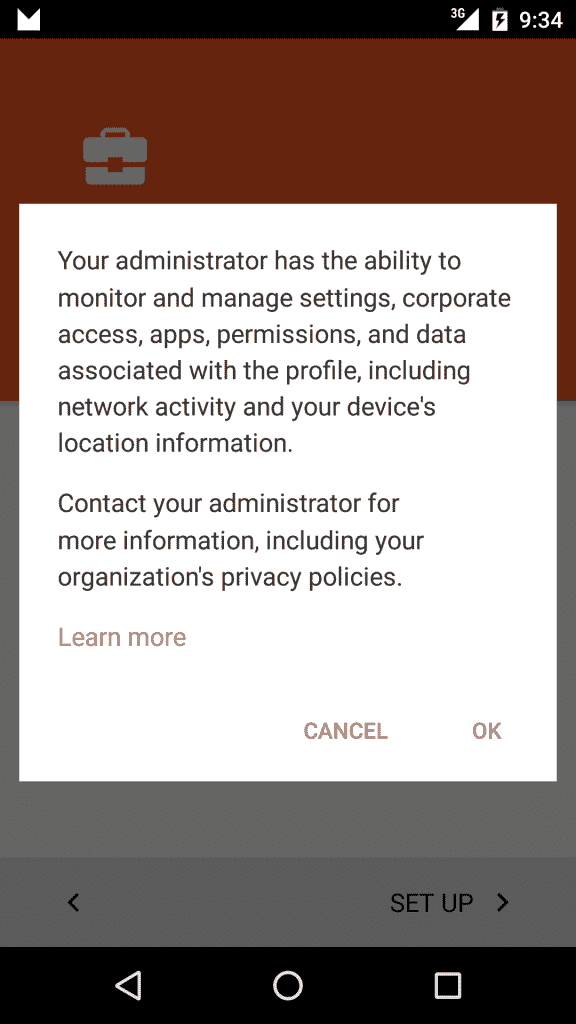 3G 9:34
Your administrator has the ability to
monitor and manage settings, corporate
access, apps, permissions, and data
associated with the profile, including
network activity and your device's
location information.
Contact your administrator for
more information, including your
organization's privacy policies.
Learn more
CANCEL OK
SET UP